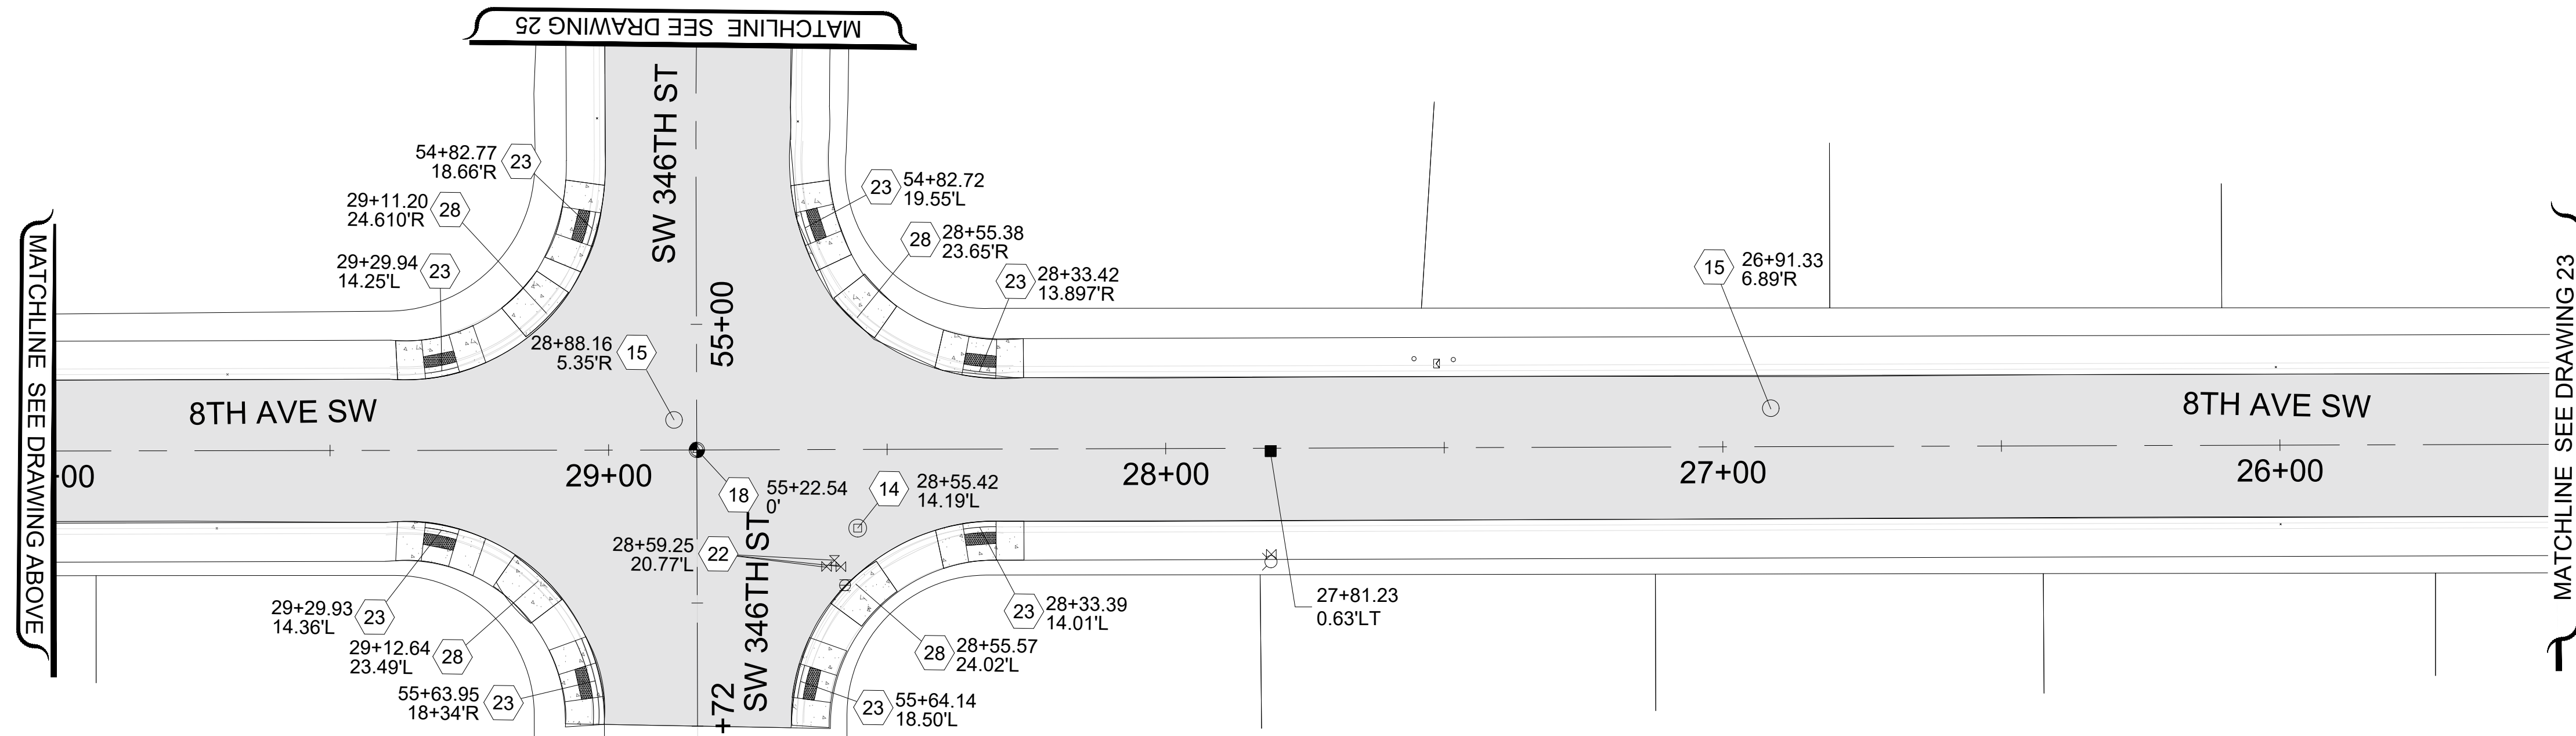 MATCHLINE SEE DRAWING 25
SW 346TH ST
54+82.77
18.66'R
23
29+11.20
24.610'R
28
29+29.94
14.25'L
23
23
54+82.72
19.55'L
28
28+55.38
23.65'R
23
28+33.42
13.897'R
15
26+91.33
6.89'R
MATCHLINE SEE DRAWING ABOVE
MATCHLINE SEE DRAWING 23
28+88.16
5.35'R
15
55+00
8TH AVE SW
8TH AVE SW
+00
29+00
28+00
27+00
26+00
18
55+22.54
0'
14
28+55.42
14.19'L
28+59.25
20.77'L
22
SW 346TH ST
29+29.93
14.36'L
23
29+12.64
23.49'L
28
55+63.95
18+34'R
23
+72
23
28+33.39
14.01'L
28
28+55.57
24.02'L
23
55+64.14
18.50'L
27+81.23
0.63'LT